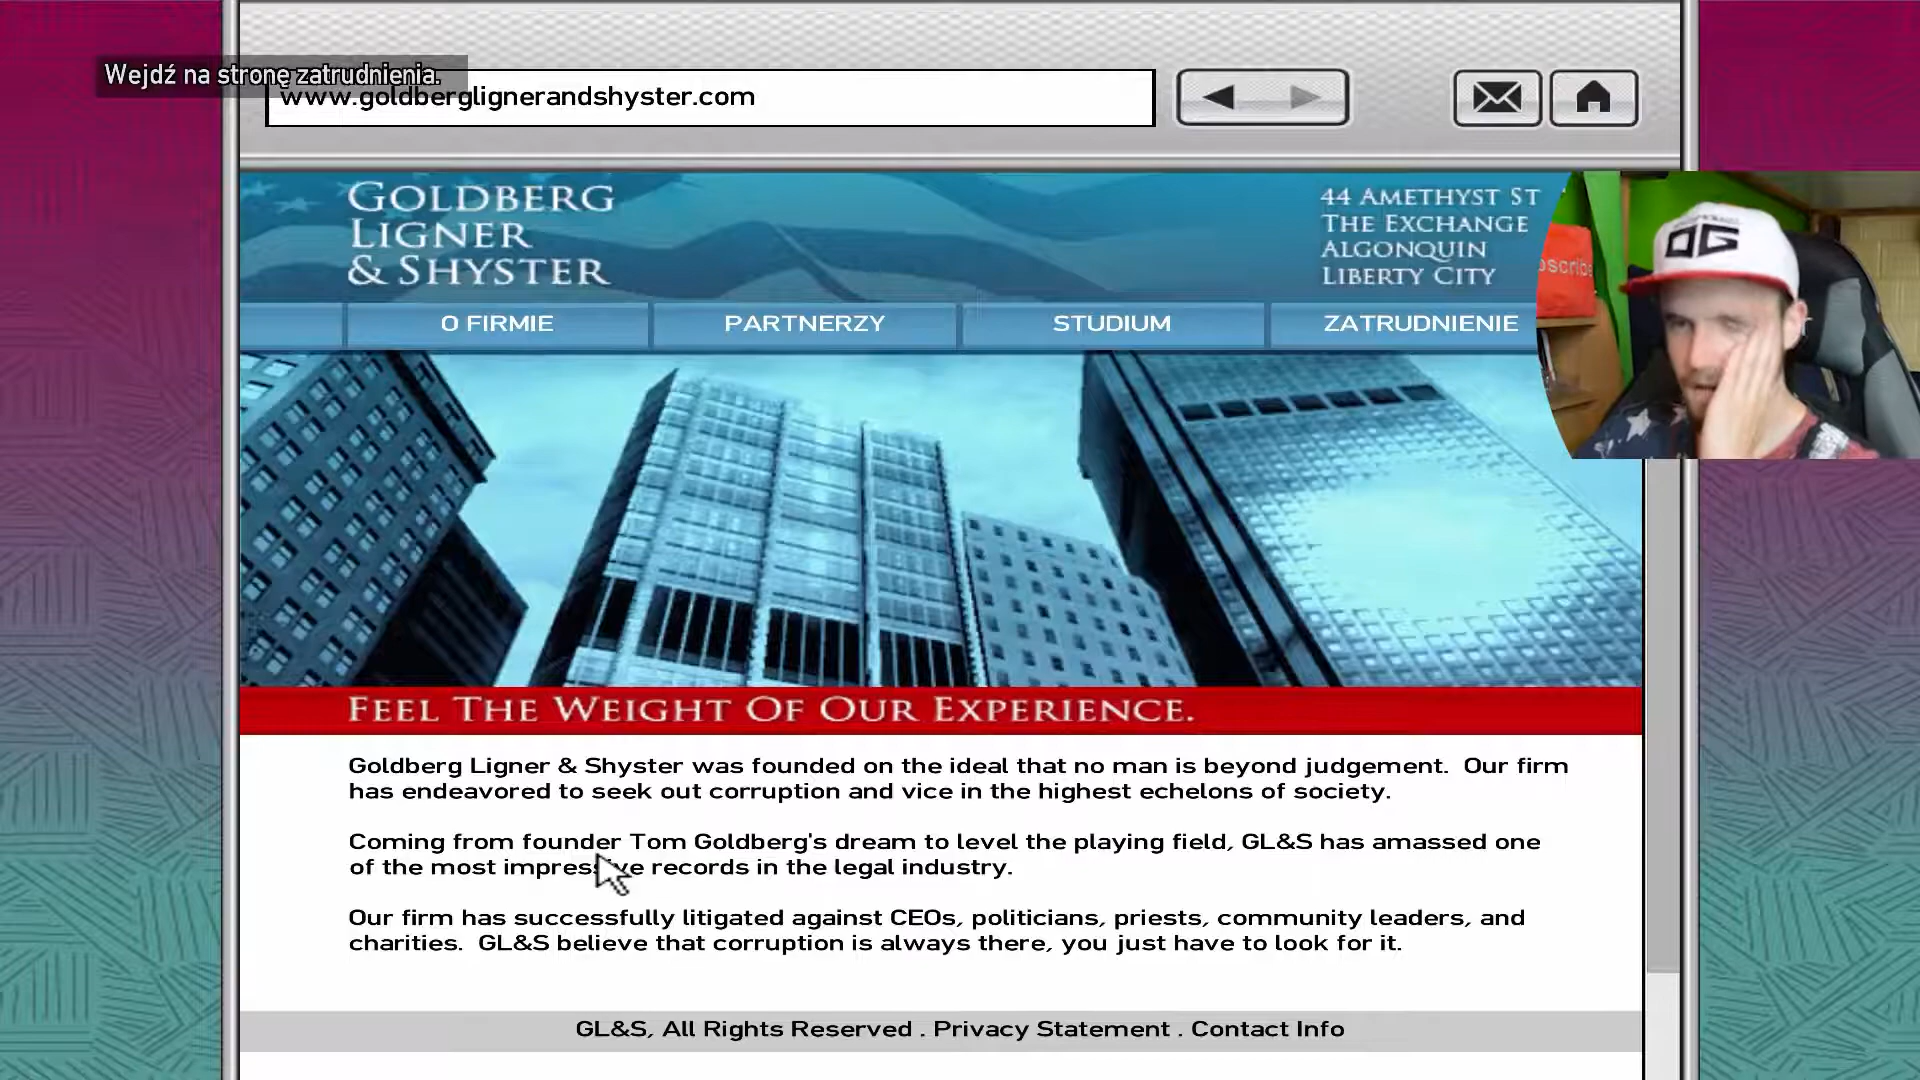 Wejdź na stronę zatrudnienia.
www.goldberglignerandshyster.com
GOLDBERG
LIGNER
& SHYSTER
44 AMETHYST ST
THE EXCHANGE
ALGONQUIN
LIBERTY CITY
OG
bscribe
O FIRMIE
PARTNERZY
STUDIUM
ZATRUDNIENIE
FEEL THE WEIGHT OF OUR EXPERIENCE.
Goldberg Ligner & Shyster was founded on the ideal that no man is beyond judgement. Our firm
has endeavored to seek out corruption and vice in the highest echelons of society.
Coming from founder Tom Goldberg's dream to level the playing field, GL&S has amassed one
of the most impressive records in the legal industry.
Our firm has successfully litigated against CEOs, politicians, priests, community leaders, and
charities. GL&S believe that corruption is always there, you just have to look for it.
GL&S, All Rights Reserved . Privacy Statement . Contact Info